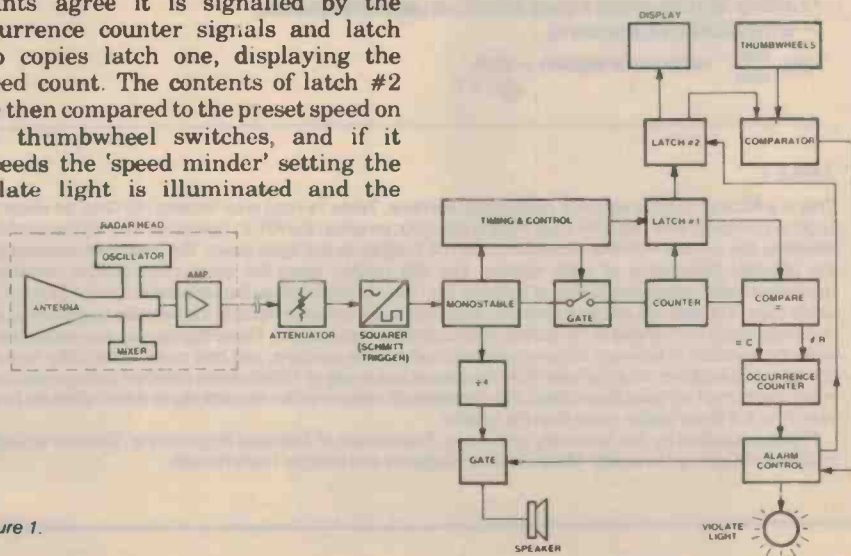 nts agree it is signalled by the
urrence counter signals and latch
o copies latch one, displaying the
ed count. The contents of latch #2
then compared to the preset speed on
thumbwheel switches, and if it
eeds the 'speed minder' setting the
late light is illuminated and the
DISPLAY
THUMBWHEELS
LATCH #2
COMPARATOR
RADAR HEAD
OSCILLATOR
ANTENNA
MIXER
AMP.
ATTENUATOR
SQUARER
(SCHMITT
TRIGGER)
TIMING & CONTROL
LATCH #1
MONOSTABLE
GATE
COUNTER
COMPARE
=
= C
≠ R
÷4
OCCURRENCE
COUNTER
GATE
ALARM
CONTROL
SPEAKER
VIOLATE
LIGHT
ure 1.